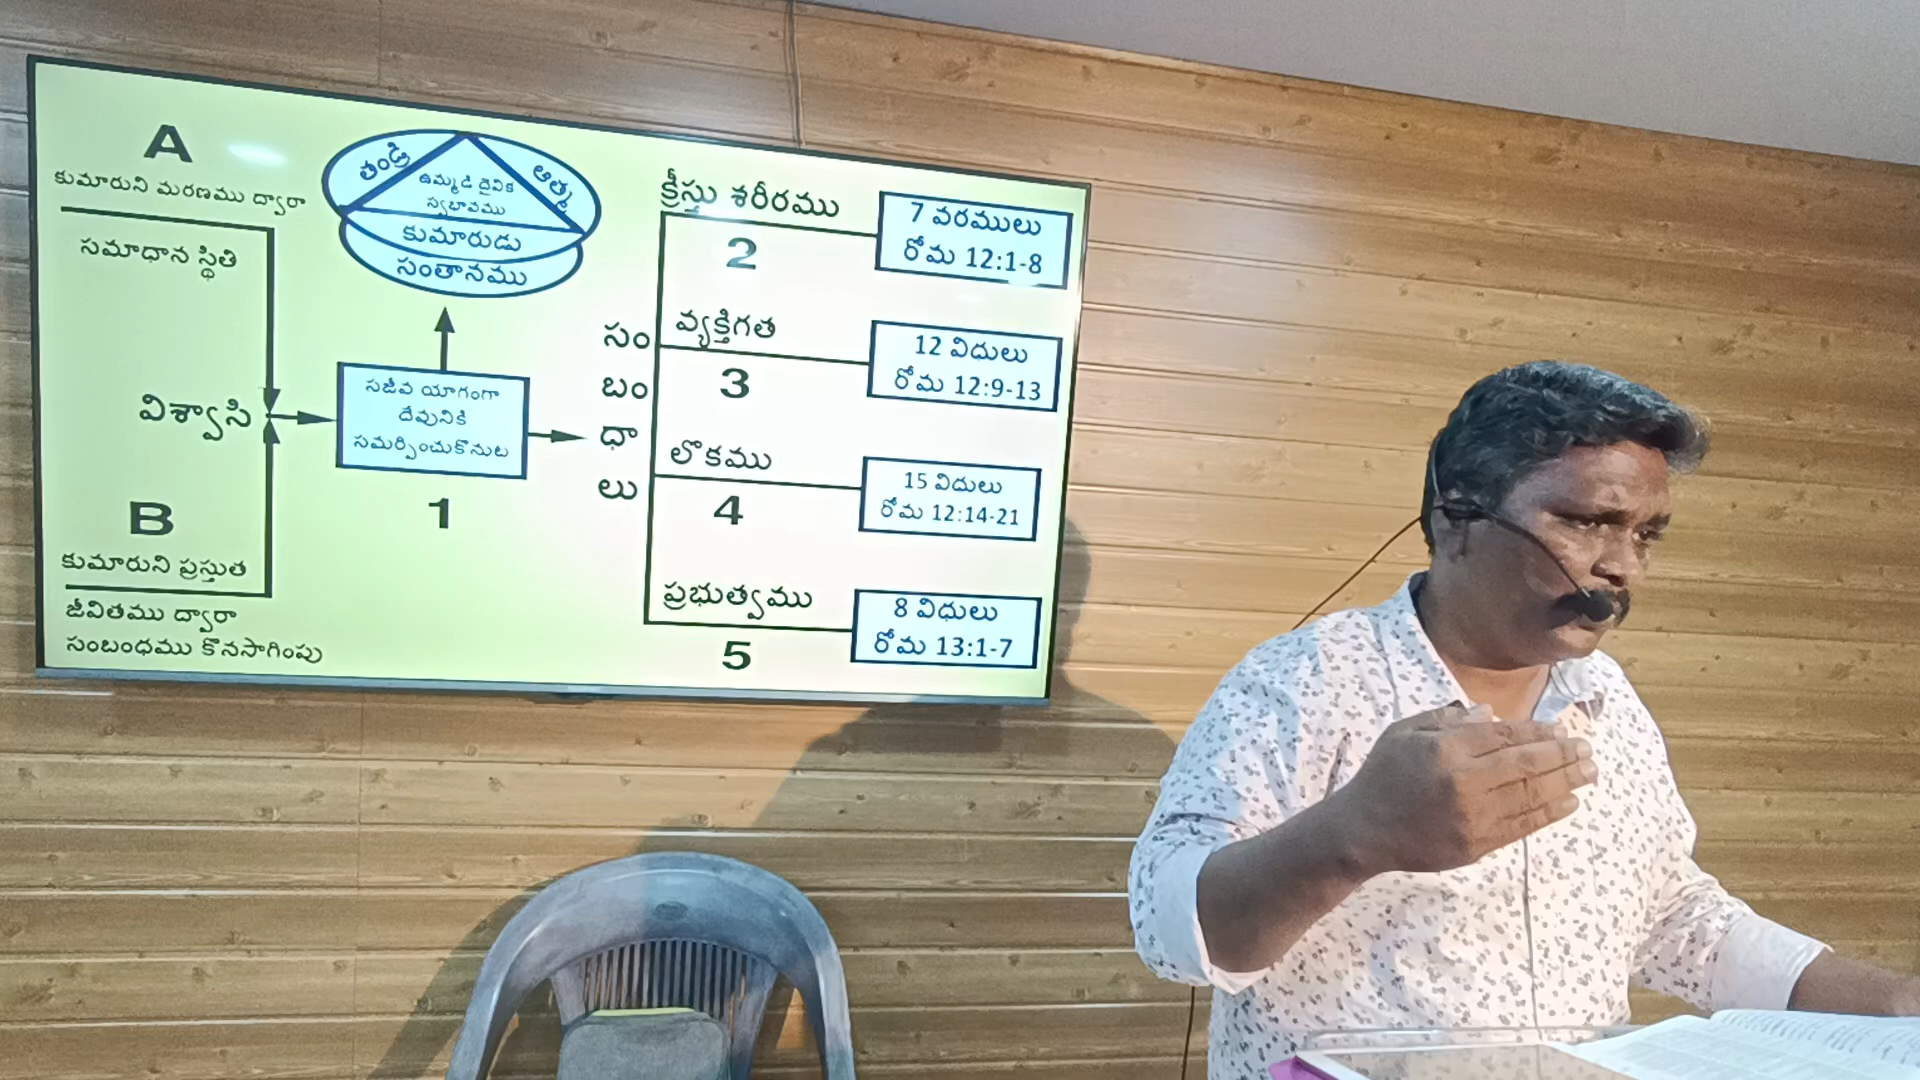 A
కుమారుని మరణము ద్వారా
సమాధాన స్థితి
విశ్వాసి
B
కుమారుని ప్రస్తుత
జీవితము ద్వారా
సంబంధము కొనసాగింపు
తండ్రి
ఆత్మ
ఉమ్మడి దైవిక
స్వభావము
కుమారుడు
సంతానము
సజీవ యాగంగా
దేవునికి
సమర్పించుకొనుట
1
సం
బం
ధా
లు
క్రీస్తు శరీరము
2
7 వరములు
రోమ 12:1-8
వ్యక్తిగత
3
12 విధులు
రోమ 12:9-13
లొకము
4
15 విధులు
రోమ 12:14-21
ప్రభుత్వము
5
8 విధులు
రోమ 13:1-7